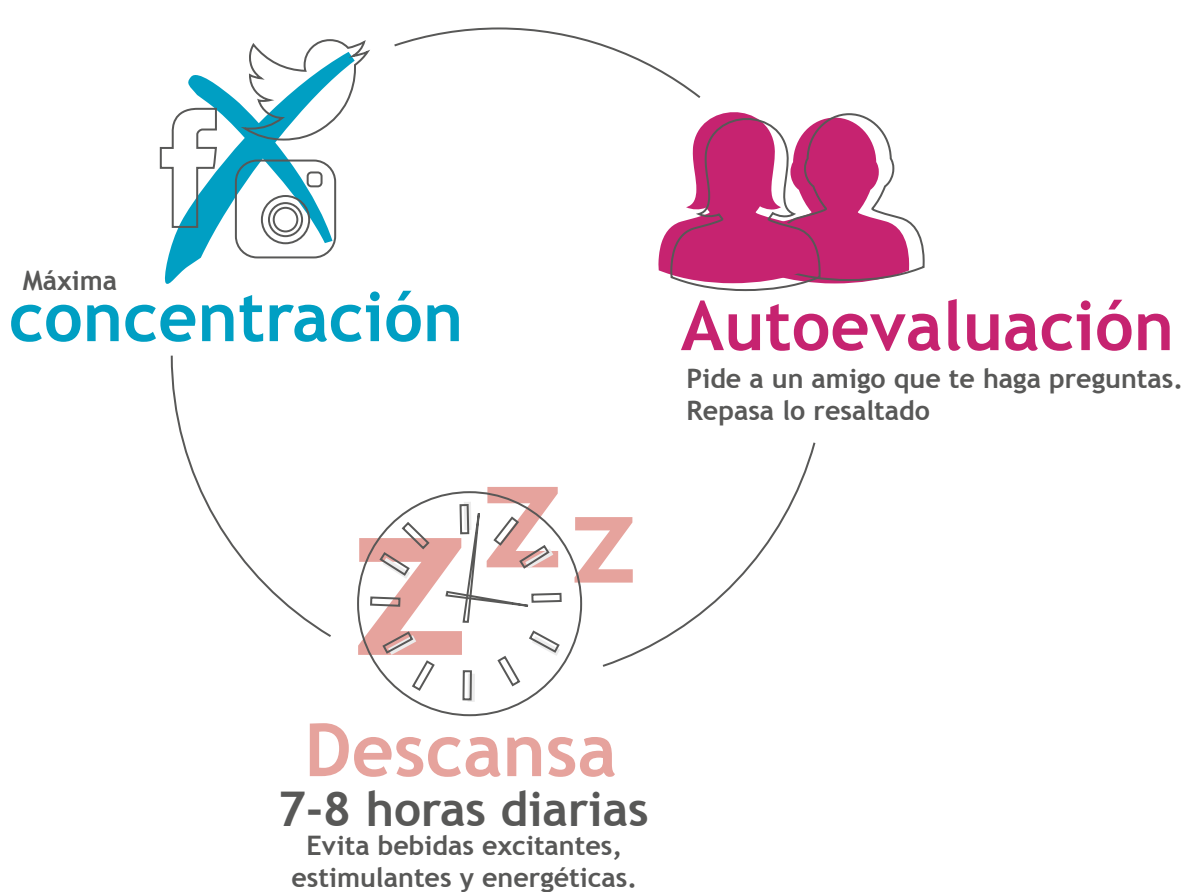 Máxima
concentración
Autoevaluación
Pide a un amigo que te haga preguntas.
Repasa lo resaltado
z z z
Descansa
7-8 horas diarias
Evita bebidas excitantes,
estimulantes y energéticas.